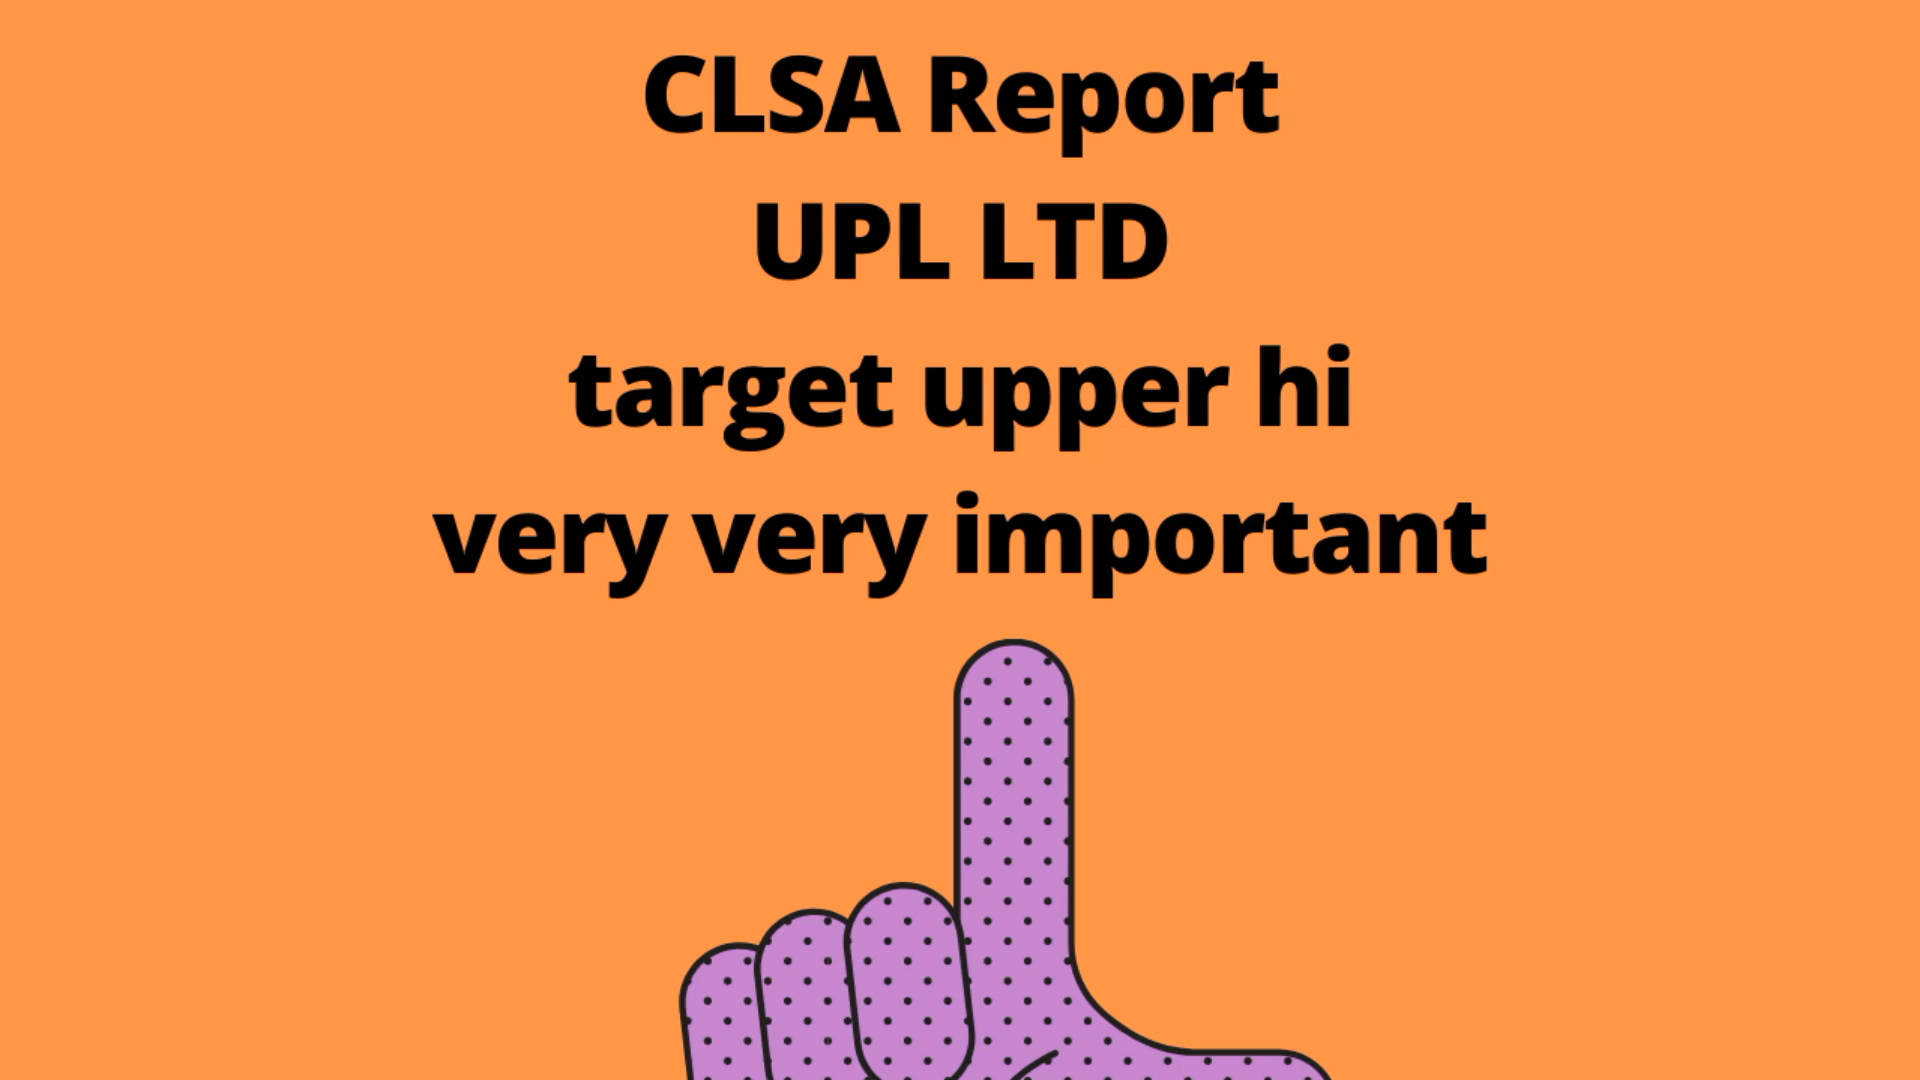 CLSA Report
UPL LTD
target upper hi
very very important